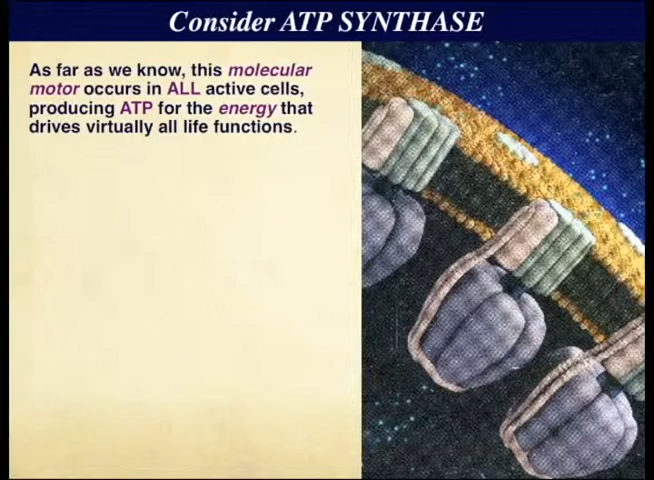 Consider ATP SYNTHASE
As far as we know, this molecular
motor occurs in ALL active cells,
producing ATP for the energy that
drives virtually all life functions.